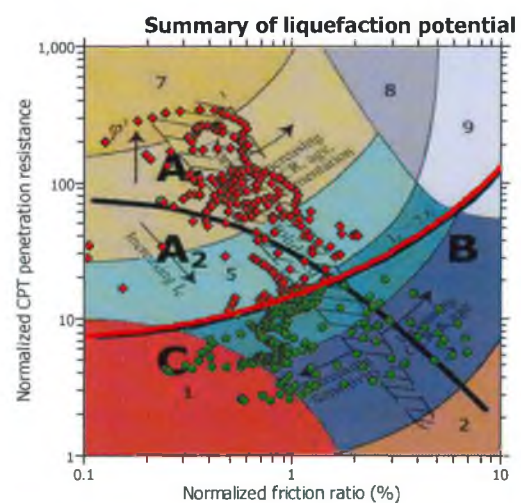 Summary of liquefaction potential
1,000
100
10
1
Normalized CPT penetration resistance
7
8
9
A
A2
Increasing
B
5
C
1
2
0.1
1
10
Normalized friction ratio (%)